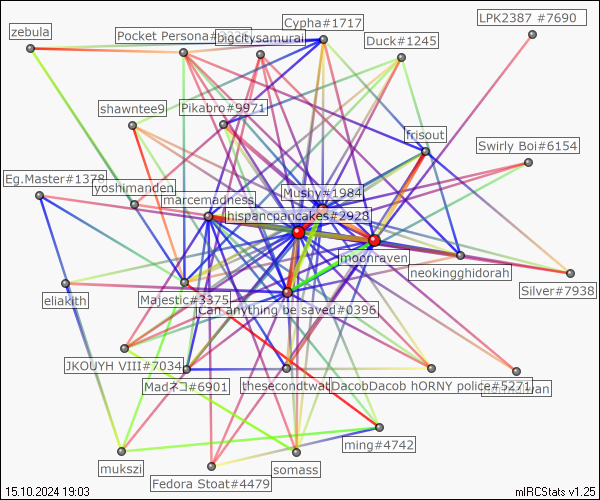 Cypha#1717
LPK2387 #7690
zebula
Pocket Persona#
bigcitysamurai
Duck#1245
shawntee9
Pikabro#9971
frisout
Swirly Boi#6154
Eg.Master#1378
yoshimanden
marcemadness
Mushy#1984
hispancpancakes#2928
moonraven
neokingghidorah
Silver#7938
eliakith
Majestic#3375
Can anything be saved#0396
JKOUYH VIII#7034
Madネコ#6901
thesecondtwat
DacobDacob hORNY police#5271
ming#4742
mukszi
Fedora Stoat#4479
somass
15.10.2024 19:03
mIRCStats v1.25